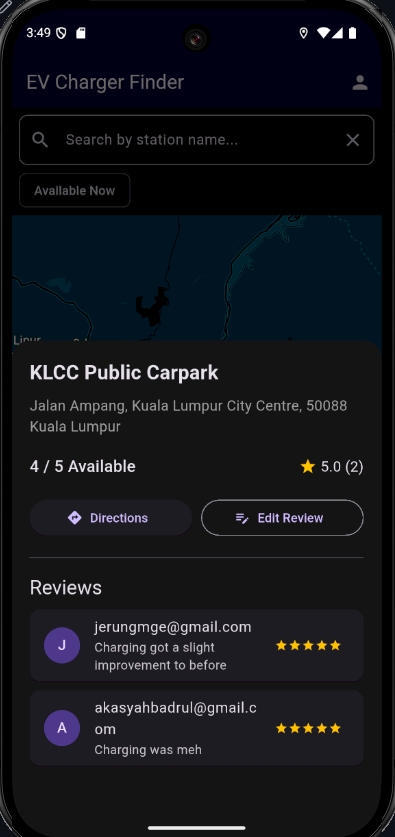 3:49
EV Charger Finder
Search by station name...
Available Now
KLCC Public Carpark
Jalan Ampang, Kuala Lumpur City Centre, 50088
Kuala Lumpur
4 / 5 Available
5.0 (2)
Directions
Edit Review
Reviews
J
jerungmge@gmail.com
Charging got a slight
improvement to before
A
akasyahbadrul@gmail.c
om
Charging was meh